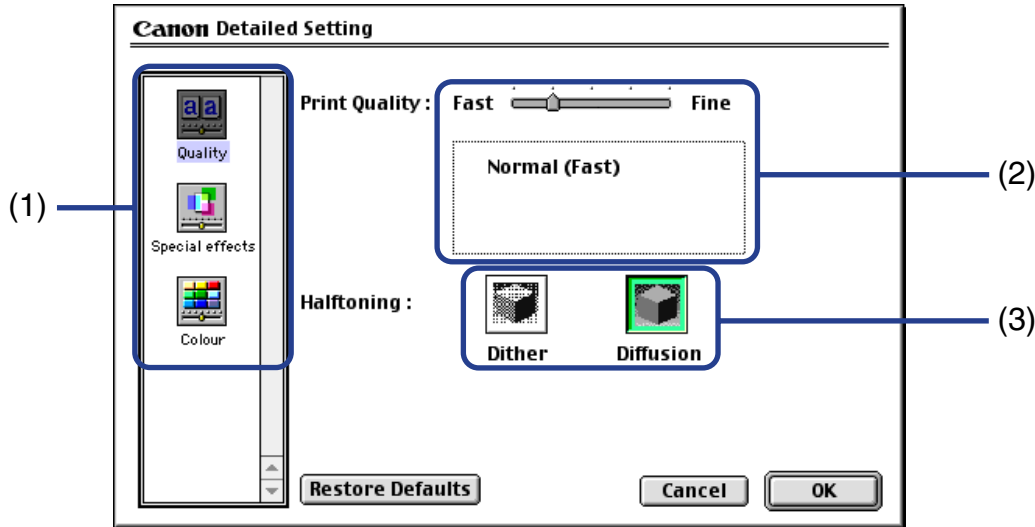 Canon Detailed Setting
(1)
Quality
Special effects
Colour
Print Quality : Fast Fine
Normal (Fast)
(2)
Halftoning :
Dither Diffusion
(3)
Restore Defaults Cancel OK